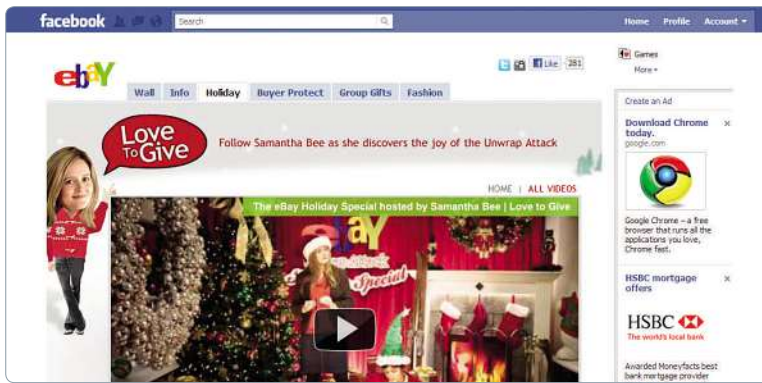 facebook
Search
Home Profile Account
ebay
Like 281
Games
More
Wall Info Holiday Buyer Protect Group Gifts Fashion
Create an Ad
Love
To Give
Follow Samantha Bee as she discovers the joy of the Unwrap Attack
Download Chrome
today.
google.com
HOME | ALL VIDEOS
The eBay Holiday Special hosted by Samantha Bee | Love to Give
ebay
Special
Google Chrome – a free
browser that runs all the
applications you love,
Chrome fast.
HSBC mortgage
offers
HSBC
The world's local bank
Awarded Moneyfacts best
bank mortgage provider